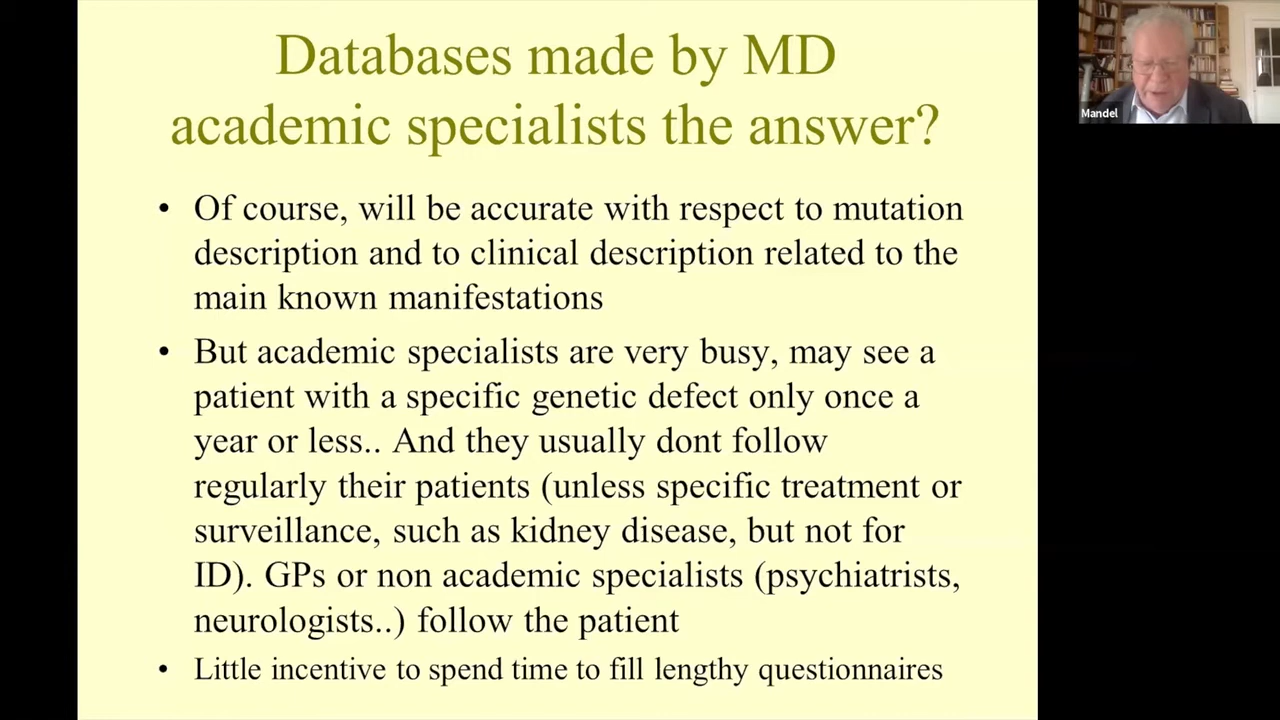 Databases made by MD
academic specialists the answer?
• Of course, will be accurate with respect to mutation
description and to clinical description related to the
main known manifestations
• But academic specialists are very busy, may see a
patient with a specific genetic defect only once a
year or less.. And they usually dont follow
regularly their patients (unless specific treatment or
surveillance, such as kidney disease, but not for
ID). GPs or non academic specialists (psychiatrists,
neurologists..) follow the patient
• Little incentive to spend time to fill lengthy questionnaires
Mandel